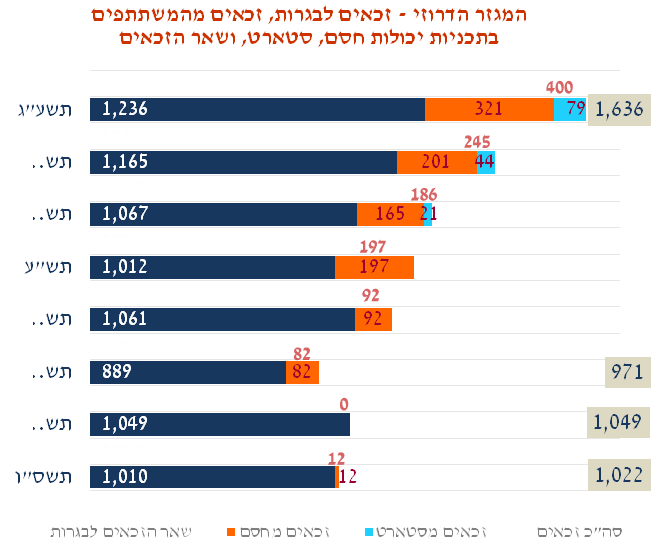 המגזר הדרוזי - זכאים לבגרות, זכאים מהמשתתפים
בתכניות יכולות חסם, סטארט, ושאר הזכאים
400
תשע"ג 1,236 321 79 1,636
245
תש.. 1,165 201 44
186
תש.. 1,067 165 21
197
תש"ע 1,012 197
92
תש.. 1,061 92
82
תש.. 889 82 971
0
תש.. 1,049 1,049
12
תשס"ו 1,010 12 1,022
סה"כ זכאים זכאים מסטארט זכאים מחסם שאר הזכאים לבגרות